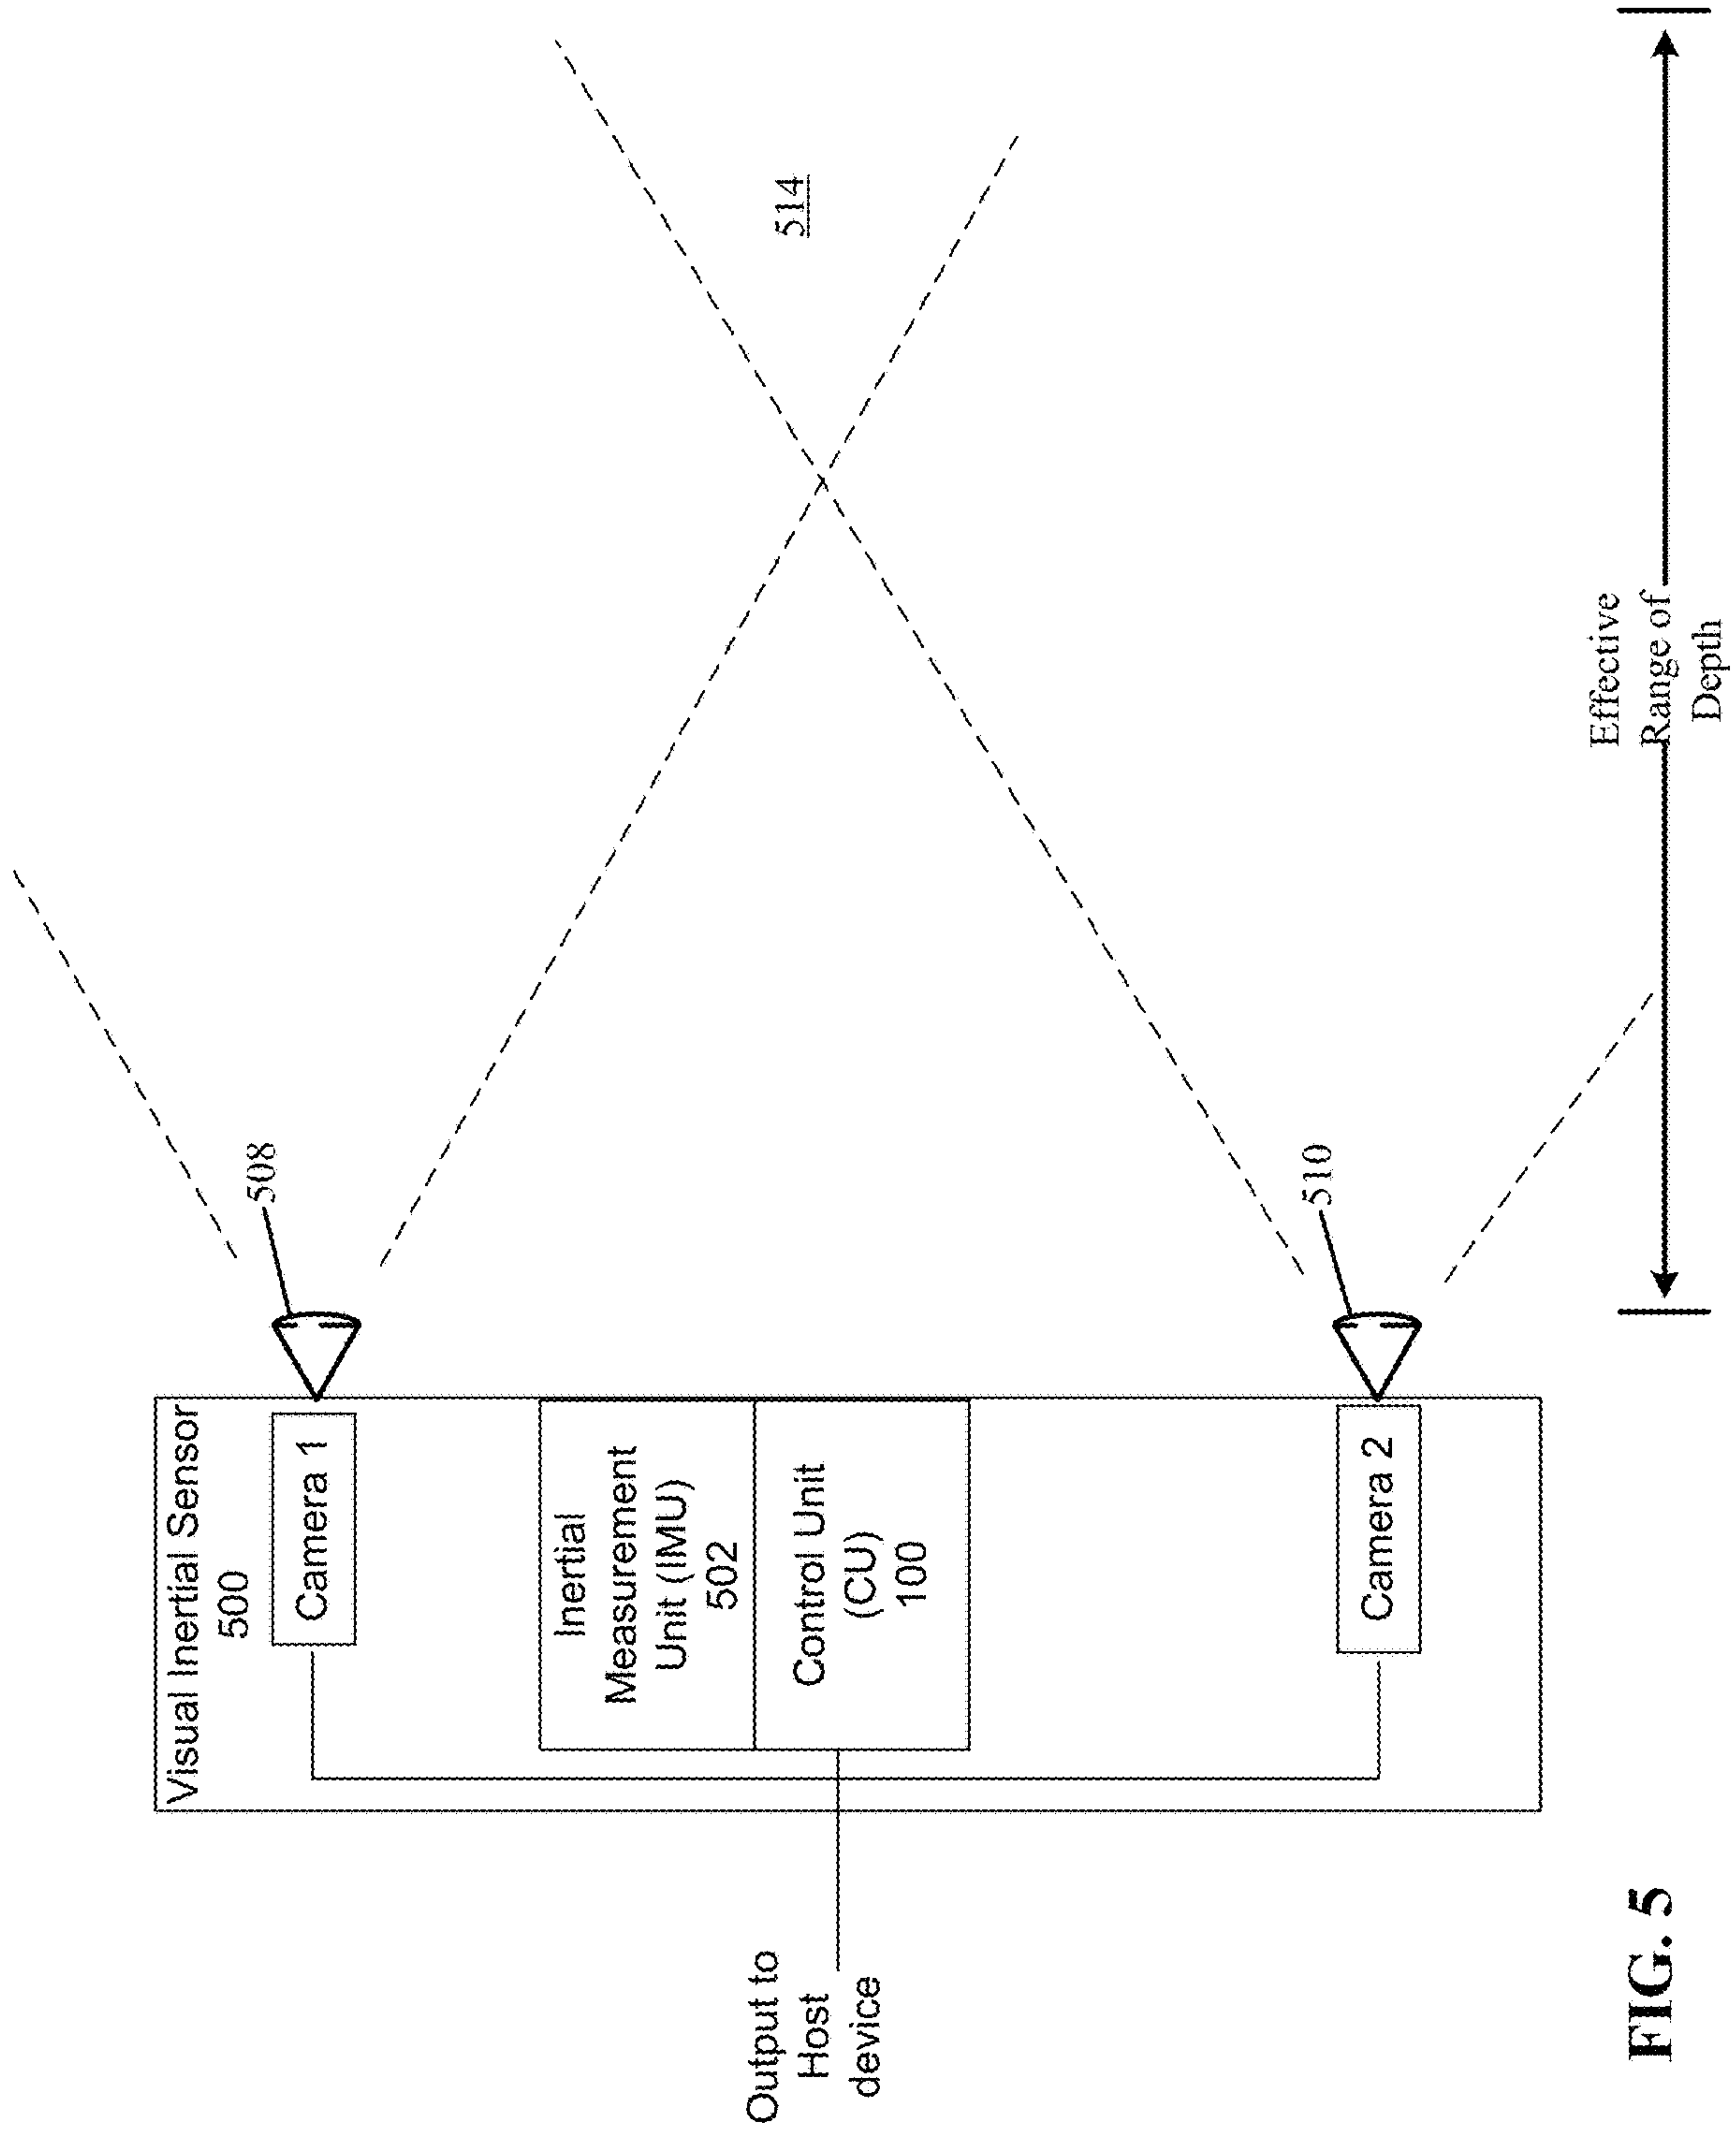 Visual Inertial Sensor
500
Camera 1
508
Inertial
Measurement
Unit (IMU)
502
Control Unit
(CU)
100
Output to
Host
device
514
Camera 2
510
Effective
Range of
Depth
FIG. 5